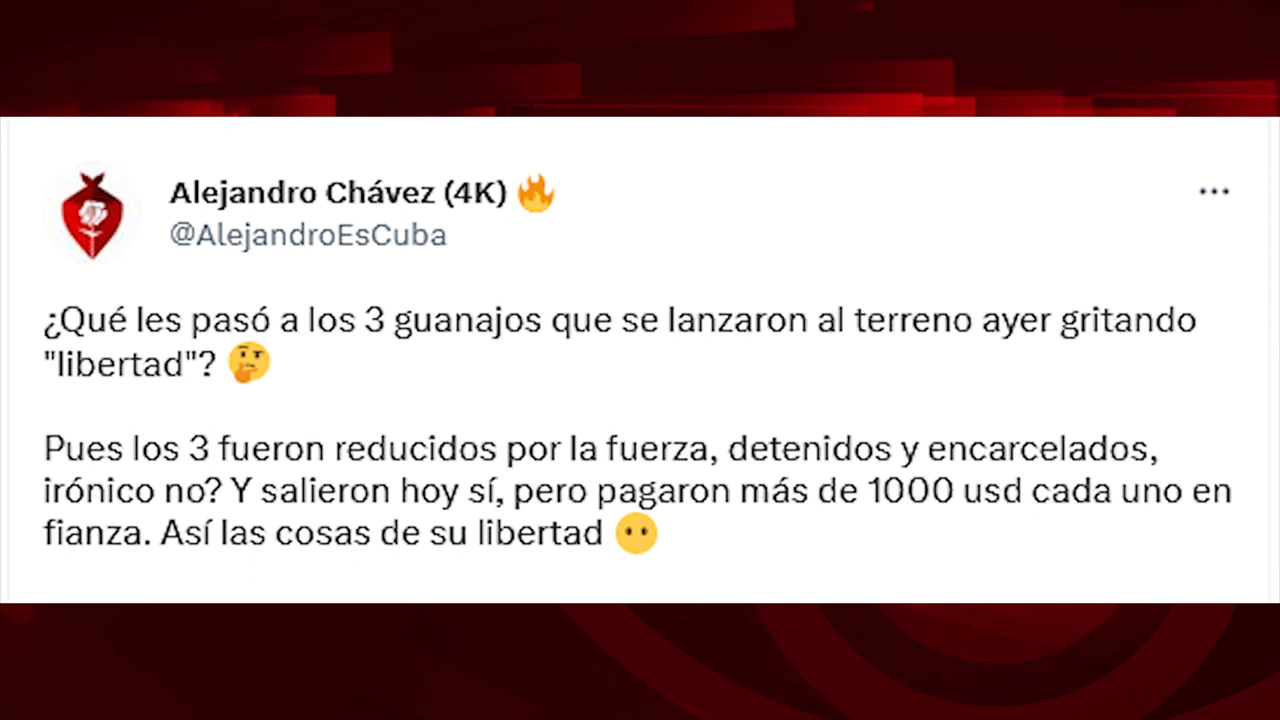 Alejandro Chávez (4K) 🔥
@AlejandroEsCuba
¿Qué les pasó a los 3 guanajos que se lanzaron al terreno ayer gritando
"libertad"? 🤔
Pues los 3 fueron reducidos por la fuerza, detenidos y encarcelados,
irónico no? Y salieron hoy sí, pero pagaron más de 1000 usd cada uno en
fianza. Así las cosas de su libertad 😶